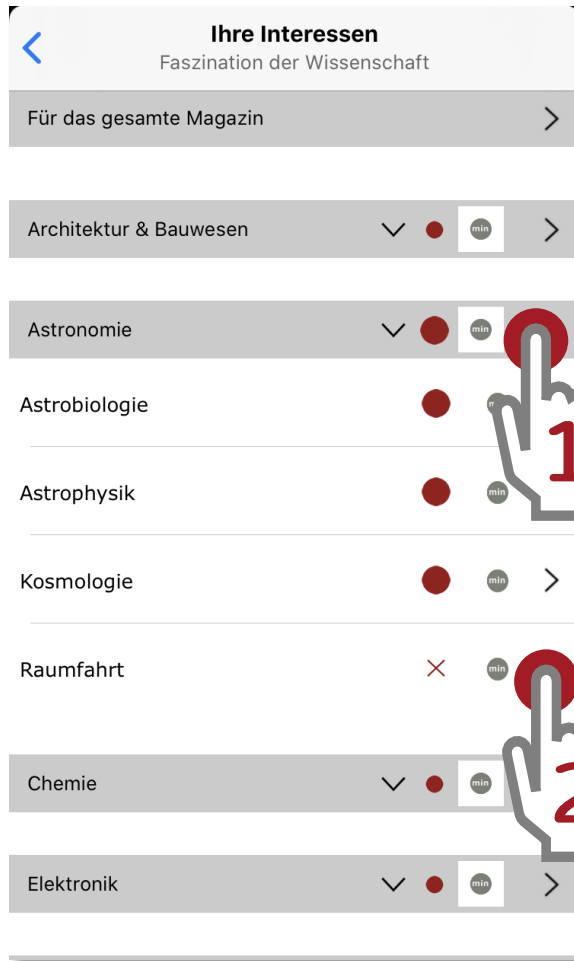 Ihre Interessen
Faszination der Wissenschaft
Für das gesamte Magazin
Architektur & Bauwesen min
Astronomie min
Astrobiologie
1
Astrophysik min
Kosmologie min
Raumfahrt min
Chemie min
2
Elektronik min